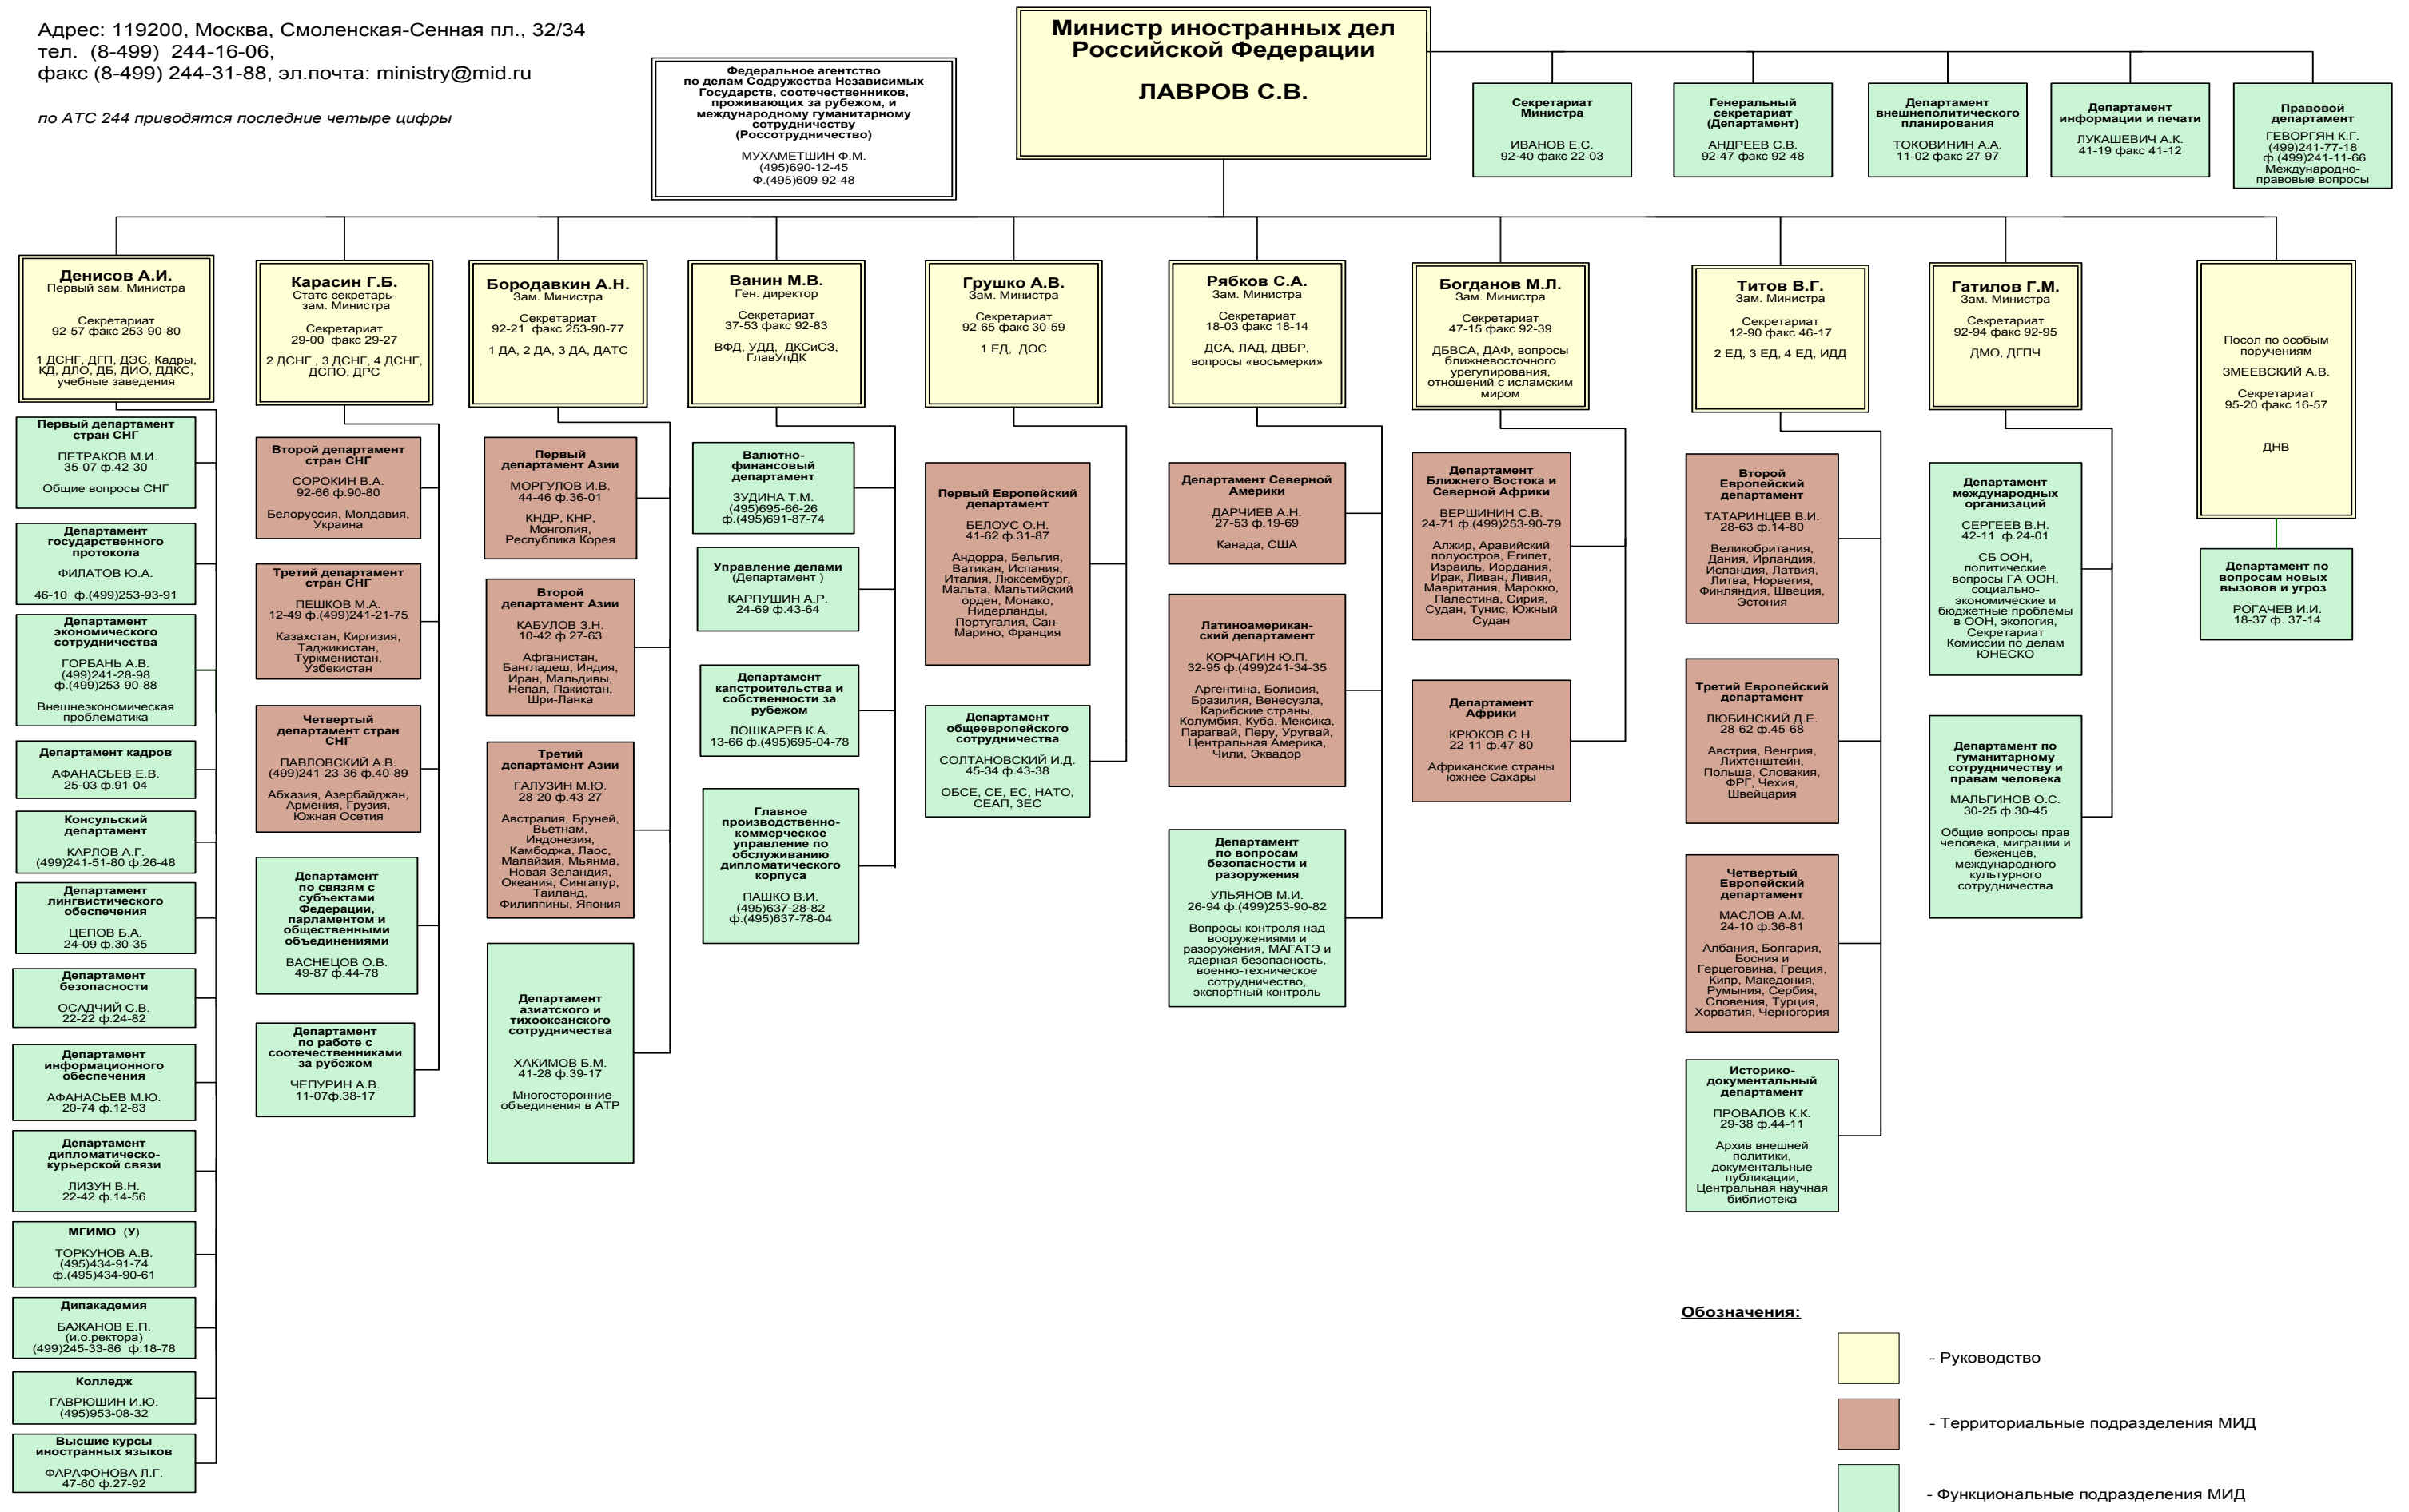 Адрес: 119200, Москва, Смоленская-Сенная пл., 32/34
тел. (8-499) 244-16-06,
факс (8-499) 244-31-88, эл.почта: ministry@mid.ru
по АТС 244 приводятся последние четыре цифры
Федеральное агентство
по делам Содружества Независимых
Государств, соотечественников,
проживающих за рубежом, и
международному гуманитарному
сотрудничеству
(Россотрудничество)
МУХАМЕТШИН Ф.М.
(495)690-12-45
Ф.(495)609-92-48
Министр иностранных дел
Российской Федерации
ЛАВРОВ С.В.
Секретариат
Министра
ИВАНОВ Е.С.
92-40 факс 22-03
Генеральный
секретариат
(Департамент)
АНДРЕЕВ С.В.
92-47 факс 92-48
Департамент
внешнеполитического
планирования
ТОКОВИНИН А.А.
11-02 факс 27-97
Департамент
информации и печати
ЛУКАШЕВИЧ А.К.
41-19 факс 41-12
Правовой
департамент
ГЕВОРГЯН К.Г.
(499)241-77-18
ф.(499)241-11-66
Международно-
правовые вопросы
Денисов А.И.
Первый зам. Министра
Секретариат
92-57 факс 253-90-80
1 ДСНГ, ДГП, ДЭС, Кадры,
КД, ДЛО, ДБ, ДИО, ДДКС,
учебные заведения
Первый департамент
стран СНГ
ПЕТРАКОВ М.И.
35-07 ф.42-30
Общие вопросы СНГ
Департамент
государственного
протокола
ФИЛАТОВ Ю.А.
46-10 ф.(499)253-93-91
Департамент
экономического
сотрудничества
ГОРБАНЬ А.В.
(499)241-28-98
ф.(499)253-90-88
Внешнеэкономическая
проблематика
Департамент кадров
АФАНАСЬЕВ Е.В.
25-03 ф.91-04
Консульский
департамент
КАРЛОВ А.Г.
(499)241-51-80 ф.26-48
Департамент
лингвистического
обеспечения
ЦЕПОВ Б.А.
24-09 ф.30-35
Департамент
безопасности
ОСАДЧИЙ С.В.
22-22 ф.24-82
Департамент
информационного
обеспечения
АФАНАСЬЕВ М.Ю.
20-74 ф.12-83
Департамент
дипломатическо-
курьерской связи
ЛИЗУН В.Н.
22-42 ф.14-56
МГИМО (У)
ТОРКУНОВ А.В.
(495)434-91-74
ф.(495)434-90-61
Дипакадемия
БАЖАНОВ Е.П.
(и.о.ректора)
(499)245-33-86 ф.18-78
Колледж
ГАВРЮШИН И.Ю.
(495)953-08-32
Высшие курсы
иностранных языков
ФАРАФОНОВА Л.Г.
47-60 ф.27-92
Карасин Г.Б.
Статс-секретарь-
зам. Министра
Секретариат
29-00 факс 29-27
2 ДСНГ , 3 ДСНГ, 4 ДСНГ,
ДСПО, ДРС
Второй департамент
стран СНГ
СОРОКИН В.А.
92-66 ф.90-80
Белоруссия, Молдавия,
Украина
Третий департамент
стран СНГ
ПЕШКОВ М.А.
12-49 ф.(499)241-21-75
Казахстан, Киргизия,
Таджикистан,
Туркменистан,
Узбекистан
Четвертый
департамент стран
СНГ
ПАВЛОВСКИЙ А.В.
(499)241-23-36 ф.40-89
Абхазия, Азербайджан,
Армения, Грузия,
Южная Осетия
Департамент
по связям с
субъектами
Федерации,
парламентом и
общественными
объединениями
ВАСНЕЦОВ О.В.
49-87 ф.44-78
Департамент
по работе с
соотечественниками
за рубежом
ЧЕПУРИН А.В.
11-07ф.38-17
Бородавкин А.Н.
Зам. Министра
Секретариат
92-21 факс 253-90-77
1 ДА, 2 ДА, 3 ДА, ДАТС
Первый
департамент Азии
МОРГУЛОВ И.В.
44-46 ф.36-01
КНДР, КНР,
Монголия,
Республика Корея
Второй
департамент Азии
КАБУЛОВ З.Н.
10-42 ф.27-63
Афганистан,
Бангладеш, Индия,
Иран, Мальдивы,
Непал, Пакистан,
Шри-Ланка
Третий
департамент Азии
ГАЛУЗИН М.Ю.
28-20 ф.43-27
Австралия, Бруней,
Вьетнам,
Индонезия,
Камбоджа, Лаос,
Малайзия, Мьянма,
Новая Зеландия,
Океания, Сингапур,
Таиланд,
Филиппины, Япония
Департамент
азиатского и
тихоокеанского
сотрудничества
ХАКИМОВ Б.М.
41-28 ф.39-17
Многосторонние
объединения в АТР
Ванин М.В.
Ген. директор
Секретариат
37-53 факс 92-83
ВФД, УДД, ДКСиСЗ,
ГлавУпДК
Валютно-
финансовый
департамент
ЗУДИНА Т.М.
(495)695-66-26
ф.(495)691-87-74
Управление делами
(Департамент )
КАРПУШИН А.Р.
24-69 ф.43-64
Департамент
капстроительства и
собственности за
рубежом
ЛОШКАРЕВ К.А.
13-66 ф.(495)695-04-78
Главное
производственно-
коммерческое
управление по
обслуживанию
дипломатического
корпуса
ПАШКО В.И.
(495)637-28-82
ф.(495)637-78-04
Грушко А.В.
Зам. Министра
Секретариат
92-65 факс 30-59
1 ЕД, ДОС
Первый Европейский
департамент
БЕЛОУС О.Н.
41-62 ф.31-87
Андорра, Бельгия,
Ватикан, Испания,
Италия, Люксембург,
Мальта, Мальтийский
орден, Монако,
Нидерланды,
Португалия, Сан-
Марино, Франция
Департамент
общеевропейского
сотрудничества
СОЛТАНОВСКИЙ И.Д.
45-34 ф.43-38
ОБСЕ, СЕ, ЕС, НАТО,
СЕАП, ЗЕС
Рябков С.А.
Зам. Министра
Секретариат
18-03 факс 18-14
ДСА, ЛАД, ДВБР,
вопросы «восьмерки»
Департамент Северной
Америки
ДАРЧИЕВ А.Н.
27-53 ф.19-69
Канада, США
Латиноамерикан-
ский департамент
КОРЧАГИН Ю.П.
32-95 ф.(499)241-34-35
Аргентина, Боливия,
Бразилия, Венесуэла,
Карибские страны,
Колумбия, Куба, Мексика,
Парагвай, Перу, Уругвай,
Центральная Америка,
Чили, Эквадор
Департамент
по вопросам
безопасности и
разоружения
УЛЬЯНОВ М.И.
26-94 ф.(499)253-90-82
Вопросы контроля над
вооружениями и
разоружения, МАГАТЭ и
ядерная безопасность,
военно-техническое
сотрудничество,
экспортный контроль
Богданов М.Л.
Зам. Министра
Секретариат
47-15 факс 92-39
ДБВСА, ДАФ, вопросы
ближневосточного
урегулирования,
отношений с исламским
миром
Департамент
Ближнего Востока и
Северной Африки
ВЕРШИНИН С.В.
24-71 ф.(499)253-90-79
Алжир, Аравийский
полуостров, Египет,
Израиль, Иордания,
Ирак, Ливан, Ливия,
Мавритания, Марокко,
Палестина, Сирия,
Судан, Тунис, Южный
Судан
Департамент
Африки
КРЮКОВ С.Н.
22-11 ф.47-80
Африканские страны
южнее Сахары
Титов В.Г.
Зам. Министра
Секретариат
12-90 факс 46-17
2 ЕД, 3 ЕД, 4 ЕД, ИДД
Второй
Европейский
департамент
ТАТАРИНЦЕВ В.И.
28-63 ф.14-80
Великобритания,
Дания, Ирландия,
Исландия, Латвия,
Литва, Норвегия,
Финляндия, Швеция,
Эстония
Третий Европейский
департамент
ЛЮБИНСКИЙ Д.Е.
28-62 ф.45-68
Австрия, Венгрия,
Лихтенштейн,
Польша, Словакия,
ФРГ, Чехия,
Швейцария
Четвертый
Европейский
департамент
МАСЛОВ А.М.
24-10 ф.36-81
Албания, Болгария,
Босния и
Герцеговина, Греция,
Кипр, Македония,
Румыния, Сербия,
Словения, Турция,
Хорватия, Черногория
Историко-
документальный
департамент
ПРОВАЛОВ К.К.
29-38 ф.44-11
Архив внешней
политики,
документальные
публикации,
Центральная научная
библиотека
Гатилов Г.М.
Зам. Министра
Секретариат
92-94 факс 92-95
ДМО, ДГПЧ
Департамент
международных
организаций
СЕРГЕЕВ В.Н.
42-11 ф.24-01
СБ ООН,
политические
вопросы ГА ООН,
социально-
экономические и
бюджетные проблемы
в ООН, экология,
Секретариат
Комиссии по делам
ЮНЕСКО
Департамент по
гуманитарному
сотрудничеству и
правам человека
МАЛЬГИНОВ О.С.
30-25 ф.30-45
Общие вопросы прав
человека, миграции и
беженцев,
международного
культурного
сотрудничества
Посол по особым
поручениям
ЗМЕЕВСКИЙ А.В.
Секретариат
95-20 факс 16-57
ДНВ
Департамент по
вопросам новых
вызовов и угроз
РОГАЧЕВ И.И.
18-37 ф. 37-14
Обозначения:
- Руководство
- Территориальные подразделения МИД
- Функциональные подразделения МИД